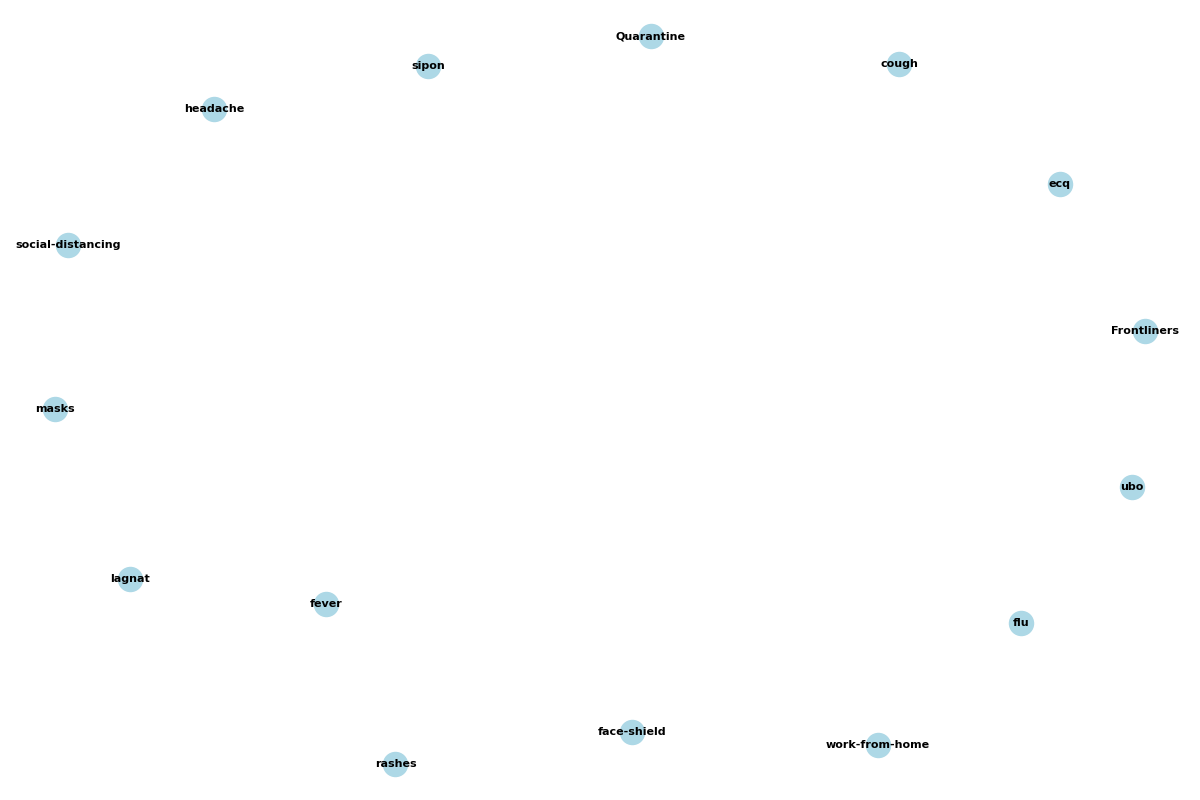 Quarantine
cough
sipon
headache
ecq
social-distancing
Frontliners
masks
ubo
lagnat
fever
flu
face-shield
work-from-home
rashes